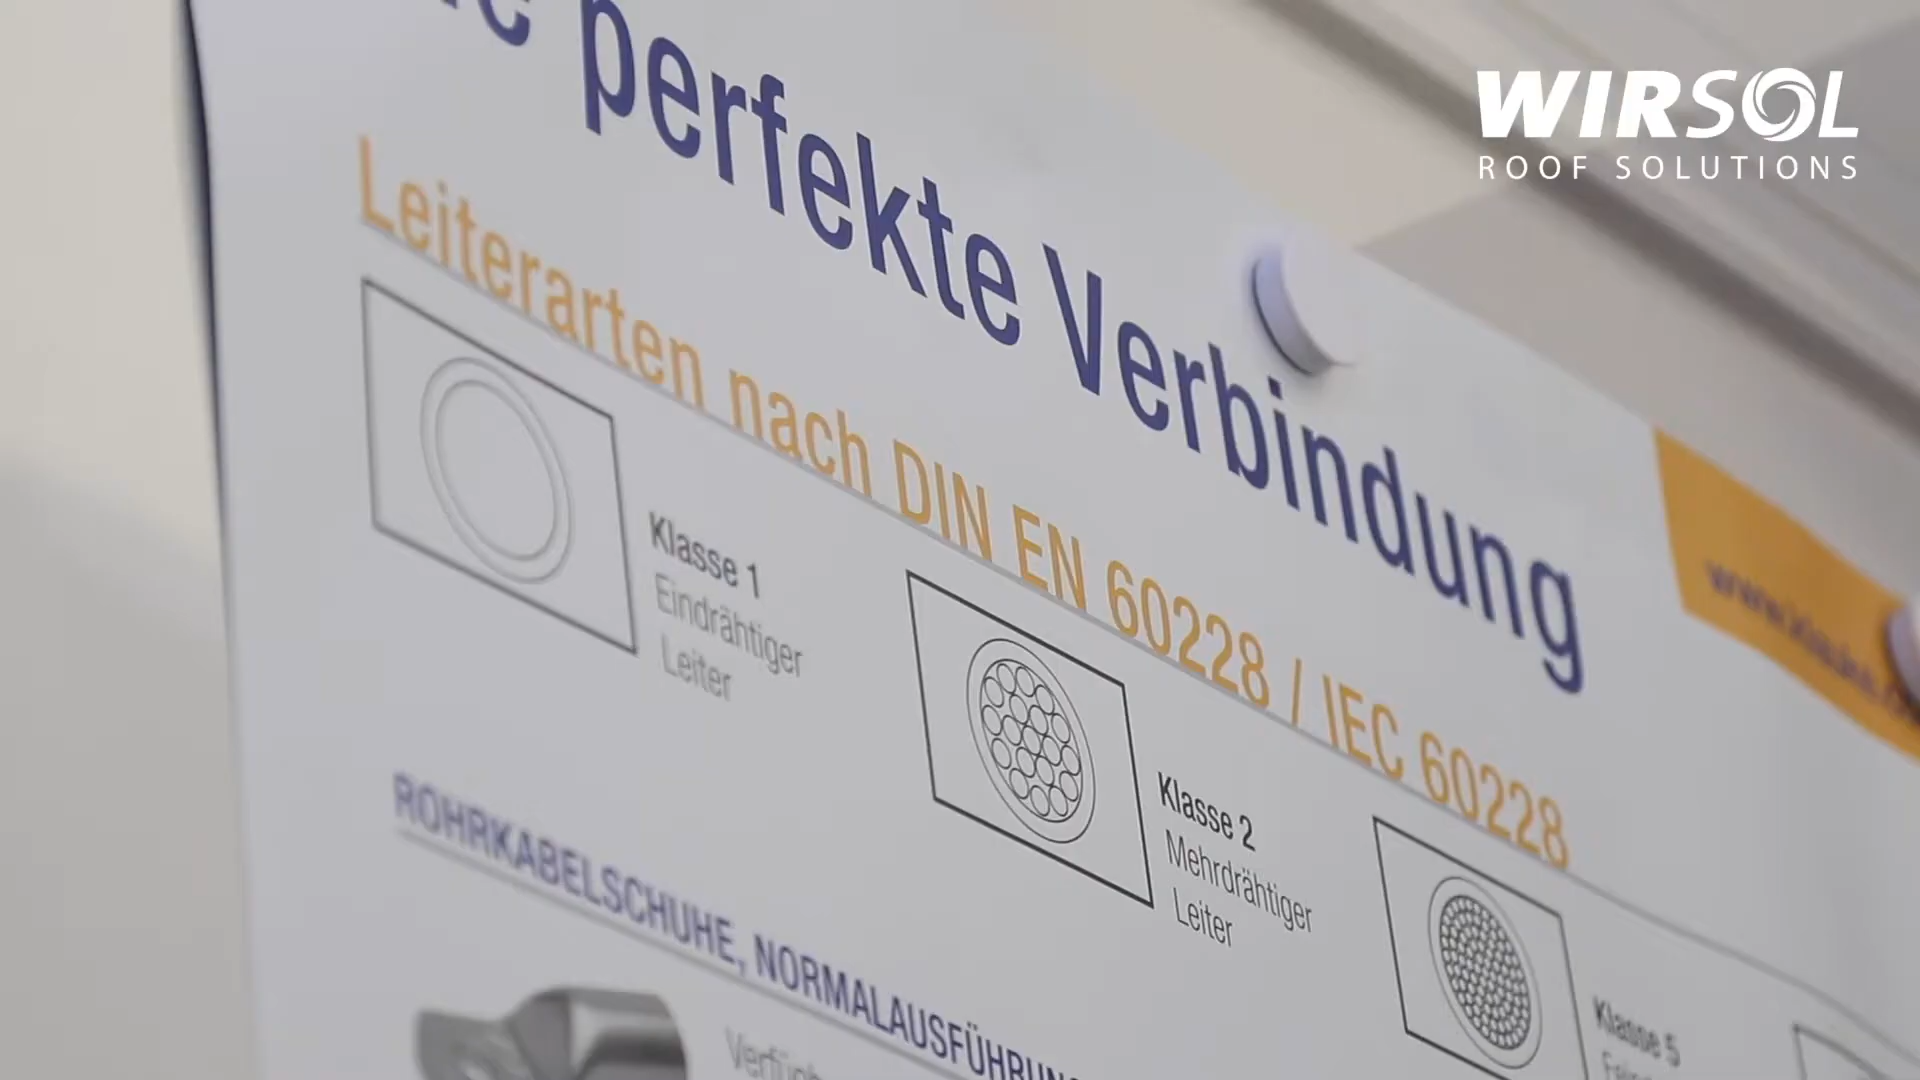 WIRSOL
ROOF SOLUTIONS
perfekte Verbindung
Leiterarten nach DIN EN 60228 / IEC 60228
Klasse 1
Eindrähtiger
Leiter
Klasse 2
Mehrdrähtiger
Leiter
Klasse 5
ROHRKABELSCHUHE, NORMALAUSFÜHRUN